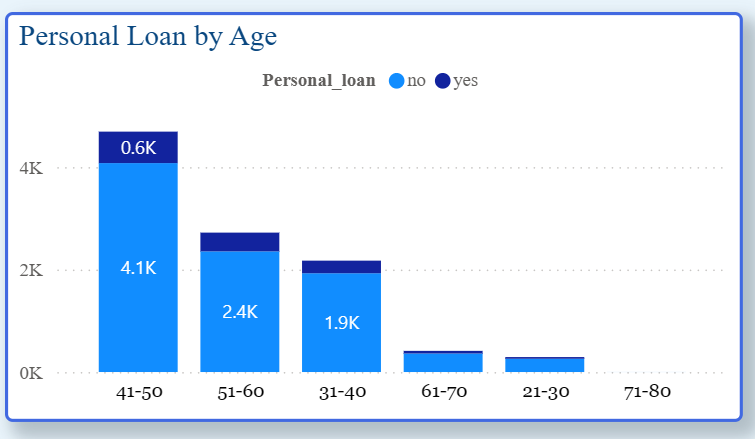 Personal Loan by Age
Personal_loan no yes
4K
2K
0K
0.6K
4.1K
2.4K
1.9K
41-50 51-60 31-40 61-70 21-30 71-80